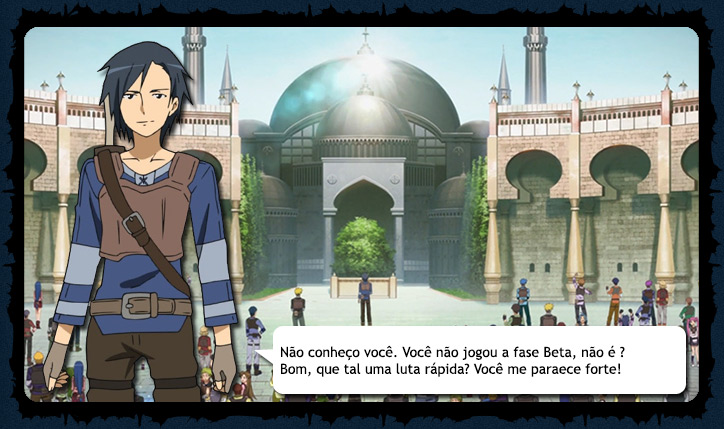 Não conheço você. Você não jogou a fase Beta, não é ?
Bom, que tal uma luta rápida? Você me paraece forte!